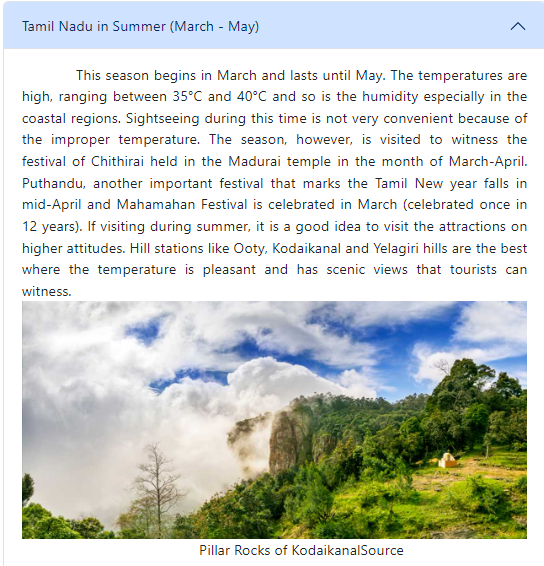 Tamil Nadu in Summer (March - May)
This season begins in March and lasts until May. The temperatures are
high, ranging between 35°C and 40°C and so is the humidity especially in the
coastal regions. Sightseeing during this time is not very convenient because of
the improper temperature. The season, however, is visited to witness the
festival of Chithirai held in the Madurai temple in the month of March-April.
Puthandu, another important festival that marks the Tamil New year falls in
mid-April and Mahamahan Festival is celebrated in March (celebrated once in
12 years). If visiting during summer, it is a good idea to visit the attractions on
higher attitudes. Hill stations like Ooty, Kodaikanal and Yelagiri hills are the best
where the temperature is pleasant and has scenic views that tourists can
witness.
Pillar Rocks of KodaikanalSource